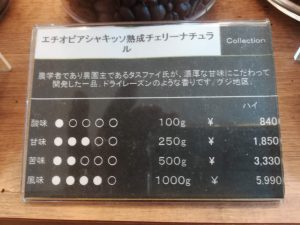 エチオピアシャキッソ熟成チェリーナチュラ
ル
Collection
農学者であり農園主であるタスファイ氏が、濃厚な甘味にこだわって
開発した一品。ドライレーズンのような香りです。グジ地区。
ハイ
酸味 ●○○○○ 100g ¥ 840
甘味 ●●●○○ 250g ¥ 1,850
苦味 ●●○○○ 500g ¥ 3,330
風味 ●●●●○ 1000g ¥ 5,990